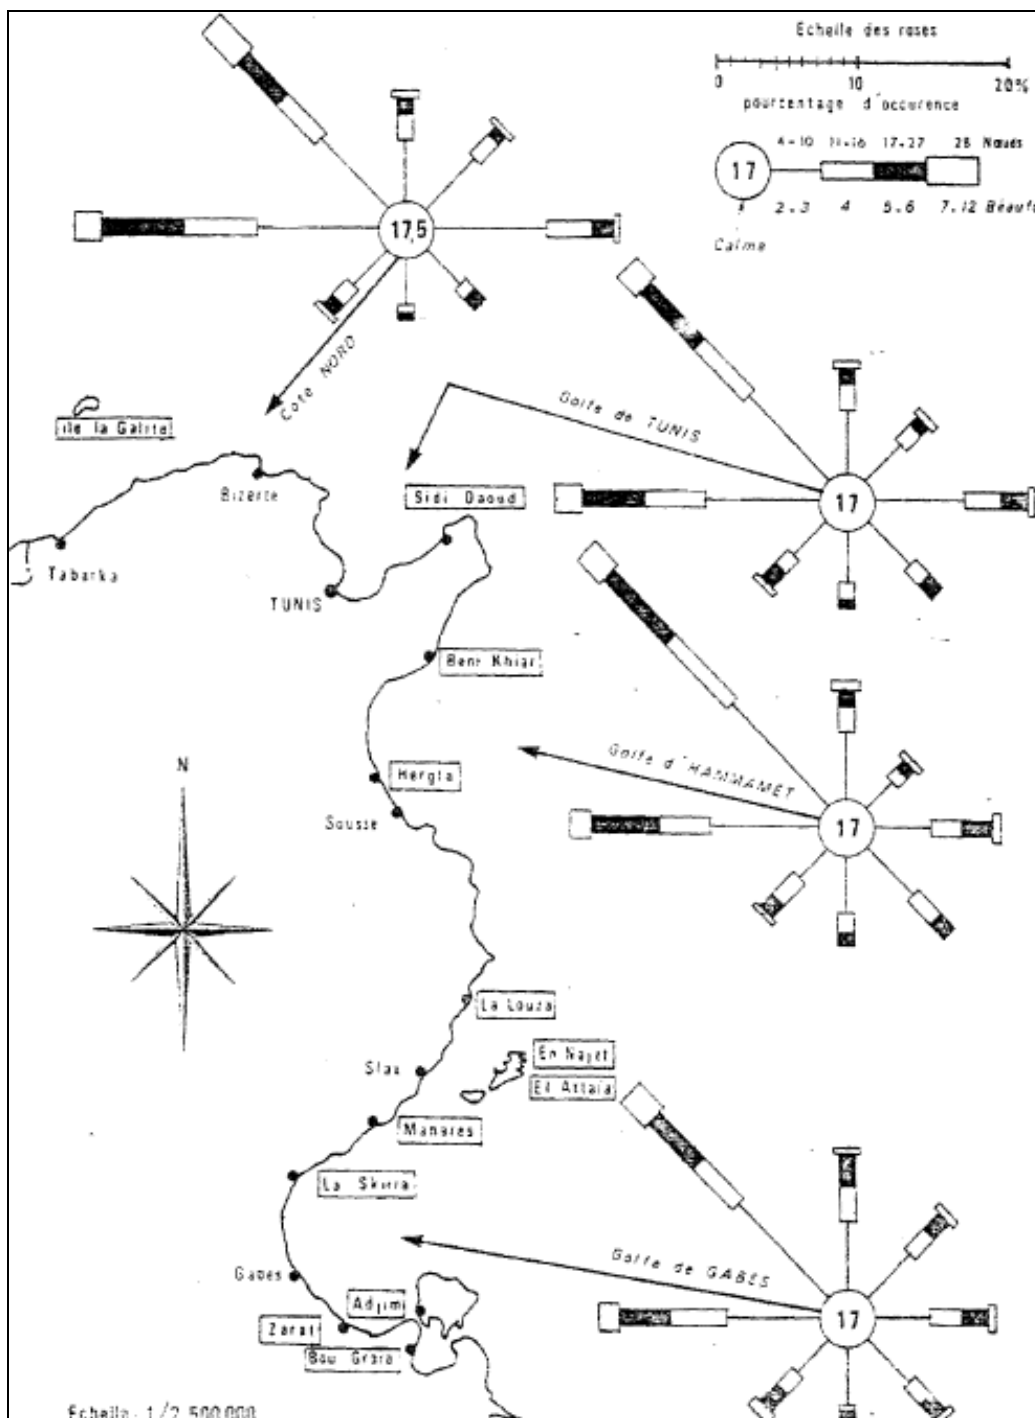 Echelle des roses
0 10 20%
pourcentage d'occurence
4-10 11-16 17-27 28 Nœuds
17
2.3 4 5.6 7.12 Béaufo
Calme
17,5
Cote NORD
ile la Galite
Golfe de TUNIS
Bizerte
Sidi Daoud
17
Tabarka
TUNIS
Beni Khiar
N
Golfe d'HAMMAMET
Hergla
Sousse
17
La Louza
En Najet
Sfax
El Attaia
Mahares
La Skirra
Golfe de GABES
Gabes
Adjim
17
Zarat
Bou Grara
Echelle: 1/2 500 000